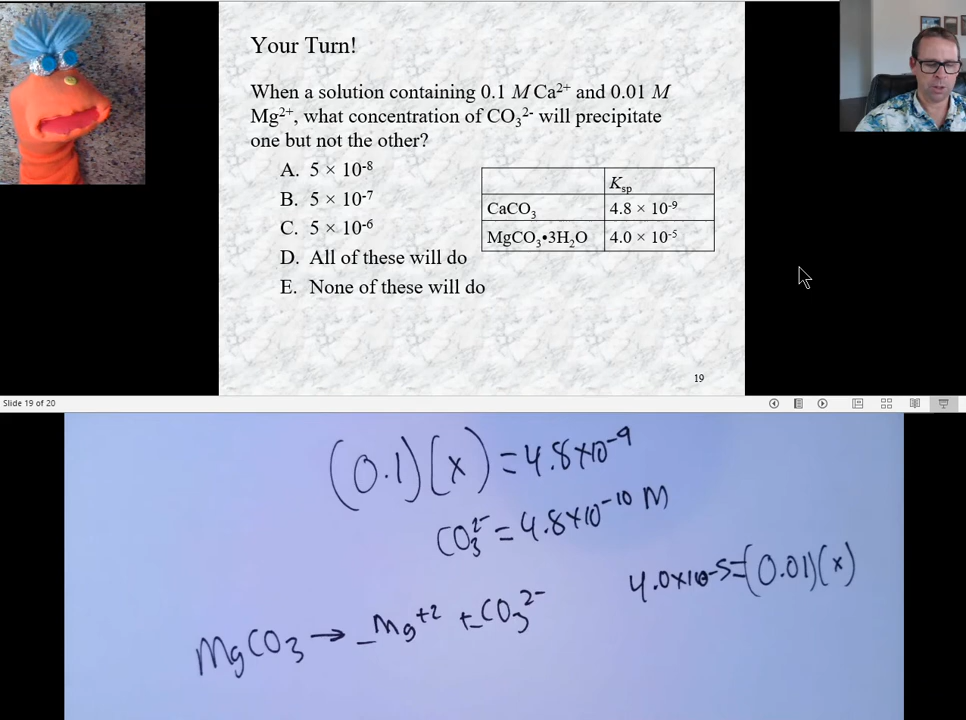 Your Turn!
When a solution containing 0.1 M Ca²⁺ and 0.01 M
Mg²⁺, what concentration of CO₃²⁻ will precipitate
one but not the other?
A. 5 × 10⁻⁸
B. 5 × 10⁻⁷
C. 5 × 10⁻⁶
D. All of these will do
E. None of these will do
Ksp
CaCO₃ 4.8 × 10⁻⁹
MgCO₃•3H₂O 4.0 × 10⁻⁵
19
Slide 19 of 20
(0.1)(x) = 4.8×10⁻⁹
CO₃²⁻ = 4.8×10⁻¹⁰ M
4.0×10⁻⁵=(0.01)(x)
MgCO₃ → _Mg⁺² + _CO₃²⁻